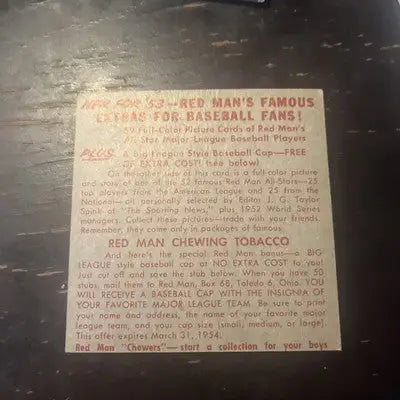 NEW FOR '53—RED MAN'S FAMOUS
EXTRAS FOR BASEBALL FANS!
52 Full-Color Picture Cards of Red Man's
All-Star Major League Baseball Players
PLUS A Big League Style Baseball Cap—FREE
OF EXTRA COST! (see below)
On the other side of this card is a full-color picture
and story of one of the 52 famous Red Man All-Stars—25
top players from the American League and 25 from the
National—all personally selected by Editor J. G. Taylor
Spink of "The Sporting News," plus 1952 World Series
managers. Collect these pictures—trade with your friends.
Remember, they come only in packages of famous
RED MAN CHEWING TOBACCO
And here's the special Red Man bonus—a BIG
LEAGUE style baseball cap at NO EXTRA COST to you!
Just cut off and save the stub below. When you have 50
stubs, mail them to Red Man, Box 68, Toledo 6, Ohio. YOU
WILL RECEIVE A BASEBALL CAP WITH THE INSIGNIA OF
YOUR FAVORITE MAJOR LEAGUE TEAM. Be sure to print
your name and address, the name of your favorite major
league team, and your cap size (small, medium, or large).
This offer expires March 31, 1954.
Red Man "Chewers"—start a collection for your boys